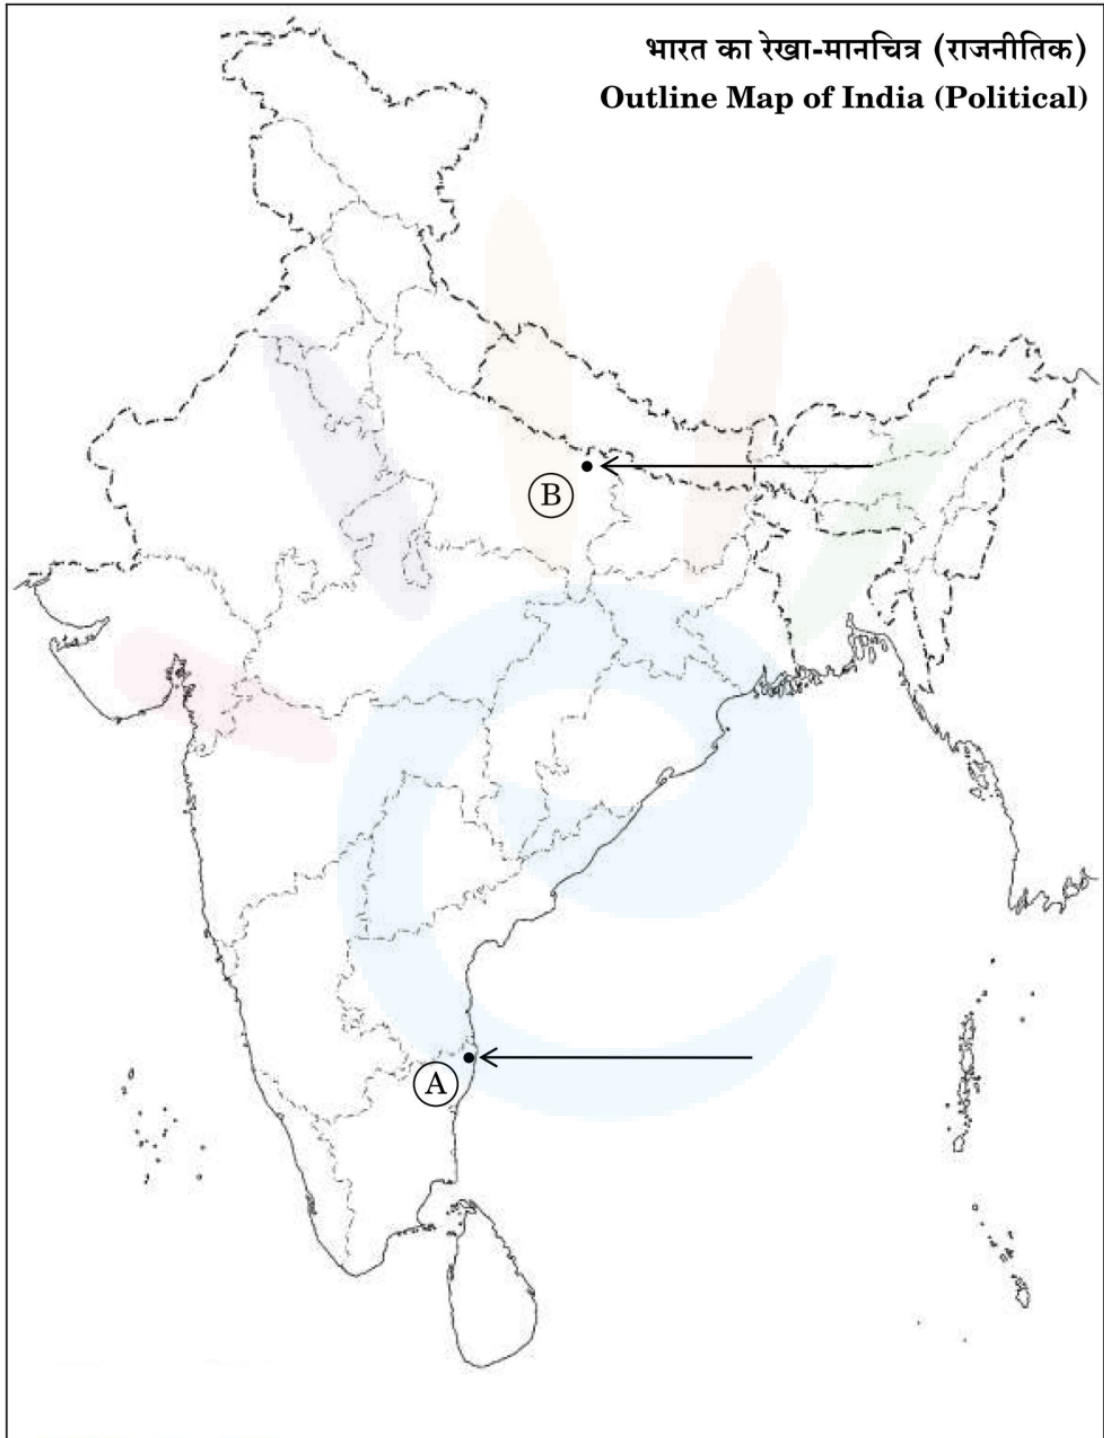 भारत का रेखा-मानचित्र (राजनीतिक)
Outline Map of India (Political)
B
A